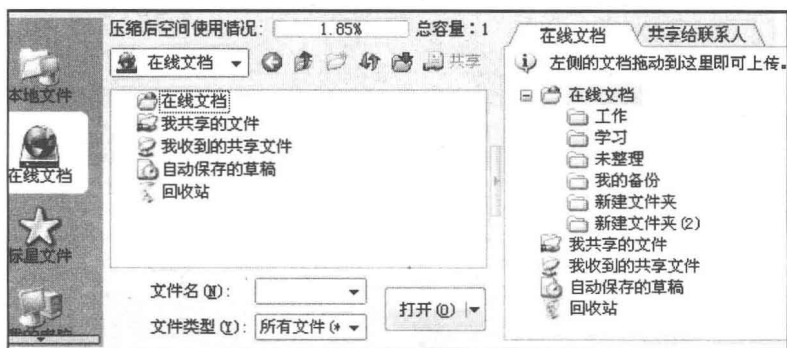 压缩后空间使用情况: 1.85% 总容量:1
在线文档 共享
在线文档
我共享的文件
我收到的共享文件
自动保存的草稿
回收站
文件名(N):
文件类型(Y): 所有文件(*
打开(O)
本地文件
在线文档
标星文件
我的电脑
在线文档 共享给联系人
左侧的文档拖动到这里即可上传。
在线文档
工作
学习
未整理
我的备份
新建文件夹
新建文件夹(2)
我共享的文件
我收到的共享文件
自动保存的草稿
回收站